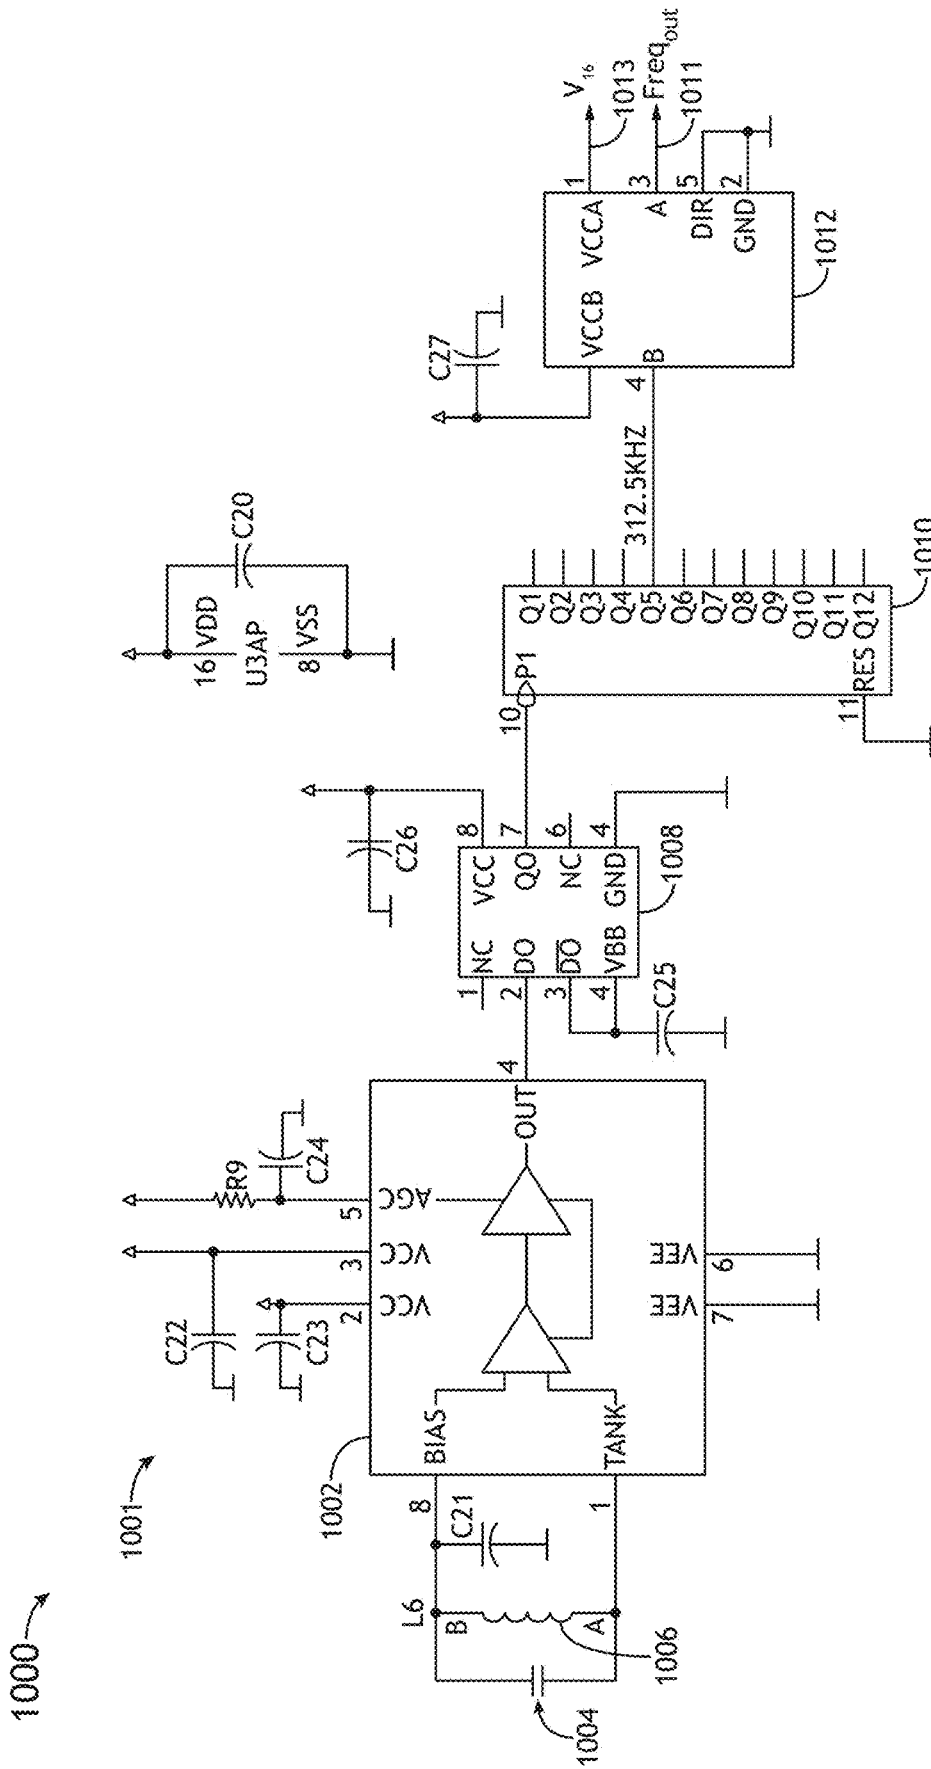 1000
1001
1002
1004
1006
L6
B
A
8
C21
1
BIAS
TANK
C22
C23
R9
C24
2
3
5
VCC
VCC
AGC
OUT
4
VEE
VEE
7
6
1
2
3
4
NC
DO
DO
VBB
C25
VCC
QO
NC
GND
8
7
6
4
1008
C26
16 VDD
U3AP
8 VSS
C20
10
P1
11
RES
Q1
Q2
Q3
Q4
Q5
Q6
Q7
Q8
Q9
Q10
Q11
Q12
1010
312.5KHZ
C27
4
VCCB
B
VCCA
A
DIR
GND
1
3
5
2
1012
V16
1013
Freqout
1011